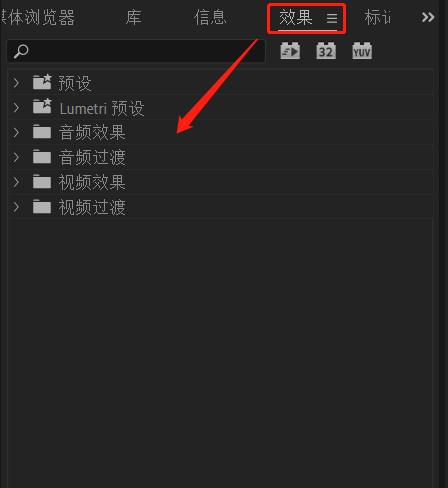 媒体浏览器 库 信息 效果 标记
32 YUV
预设
Lumetri 预设
音频效果
音频过渡
视频效果
视频过渡